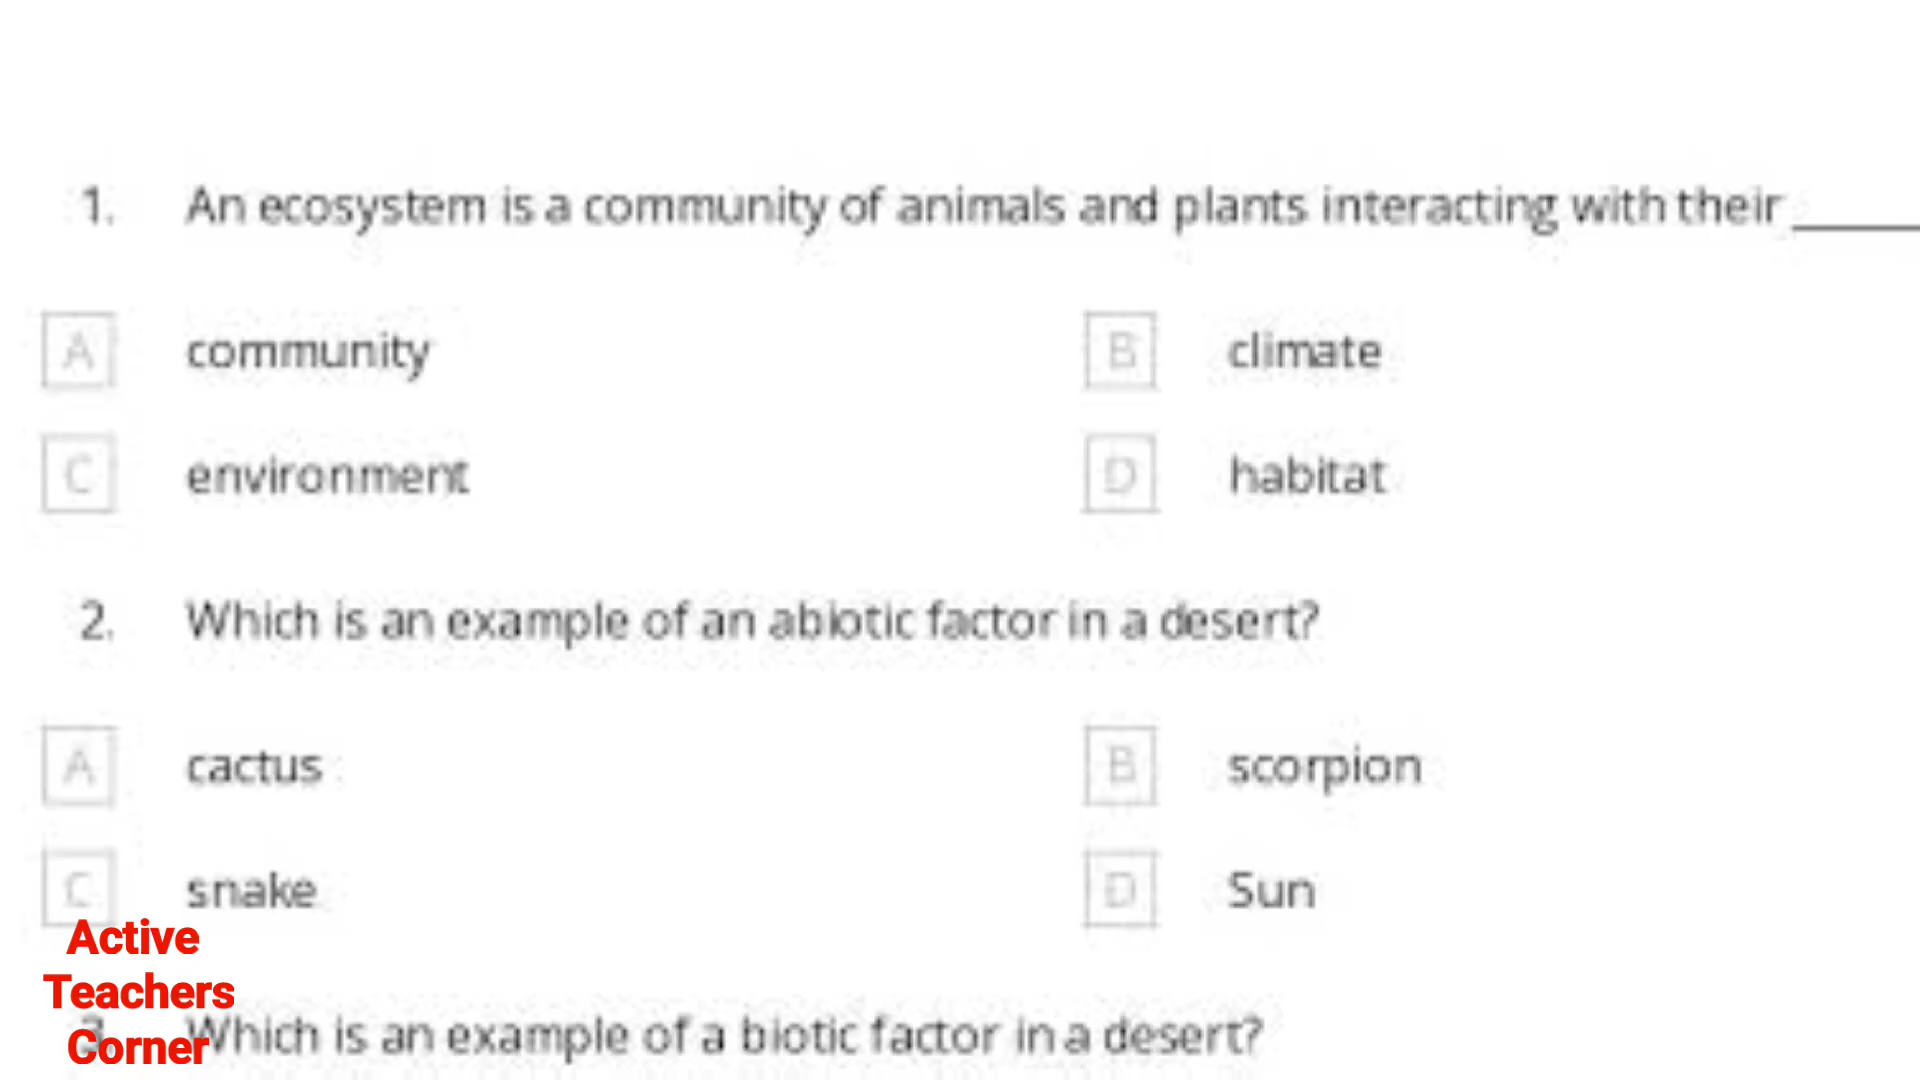 1. An ecosystem is a community of animals and plants interacting with their ______
A community B climate
C environment D habitat
2. Which is an example of an abiotic factor in a desert?
A cactus B scorpion
C snake D Sun
Active
Teachers
Corner
3. Which is an example of a biotic factor in a desert?